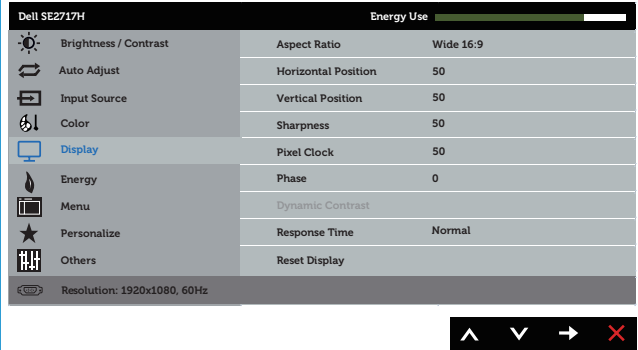 Dell SE2717H Energy Use
Brightness / Contrast Aspect Ratio Wide 16:9
Auto Adjust Horizontal Position 50
Input Source Vertical Position 50
Color Sharpness 50
Display Pixel Clock 50
Energy Phase 0
Menu Dynamic Contrast
Personalize Response Time Normal
Others Reset Display
Resolution: 1920x1080, 60Hz